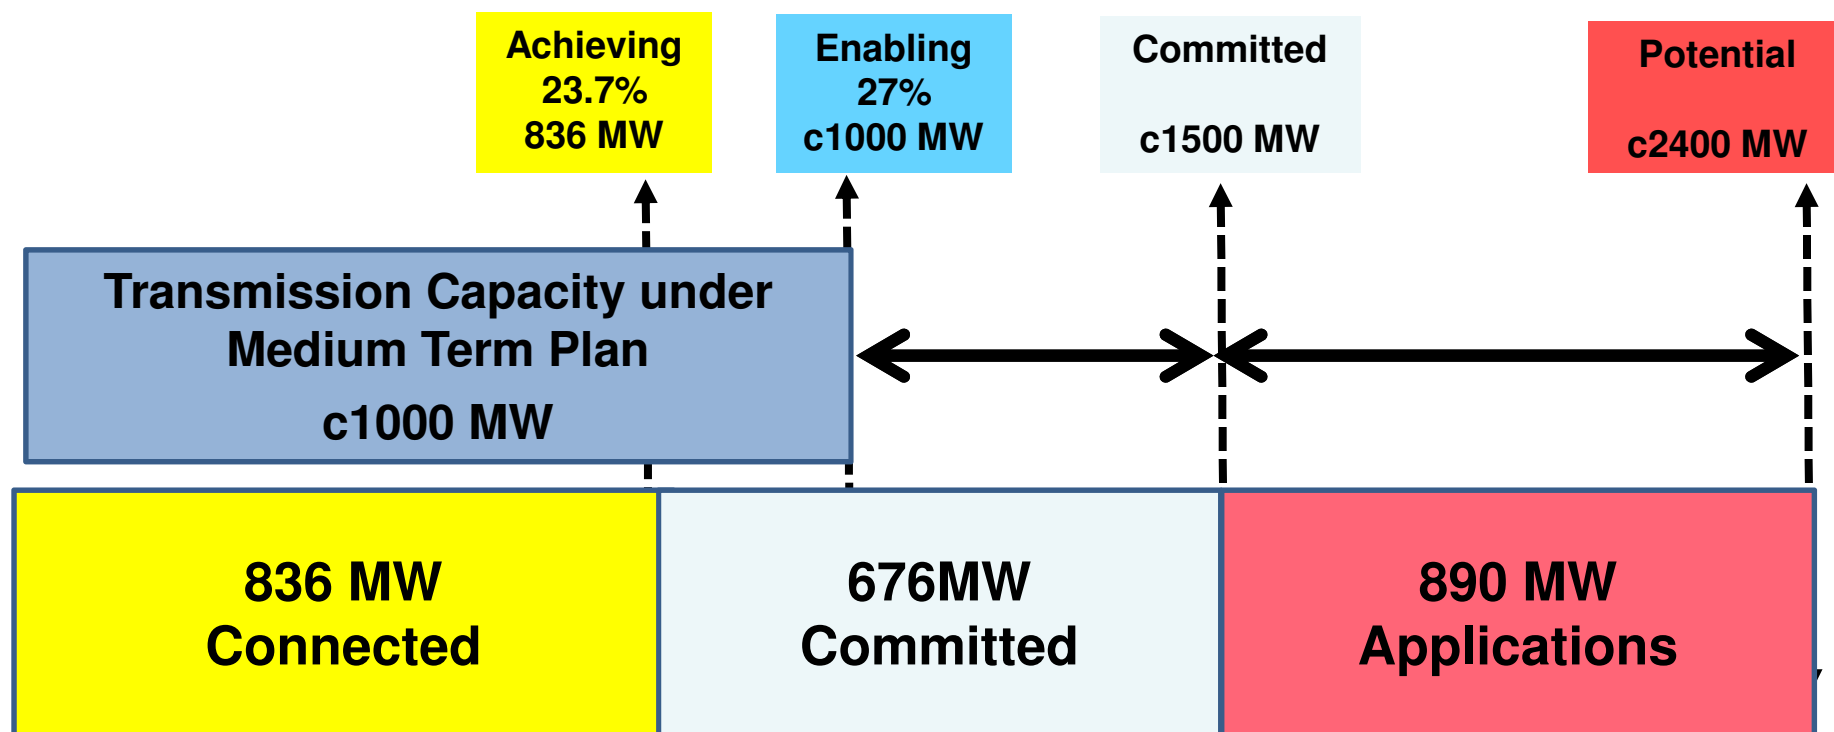 Achieving
23.7%
836 MW
Enabling
27%
c1000 MW
Committed
c1500 MW
Potential
c2400 MW
Transmission Capacity under
Medium Term Plan
c1000 MW
836 MW
Connected
676MW
Committed
890 MW
Applications